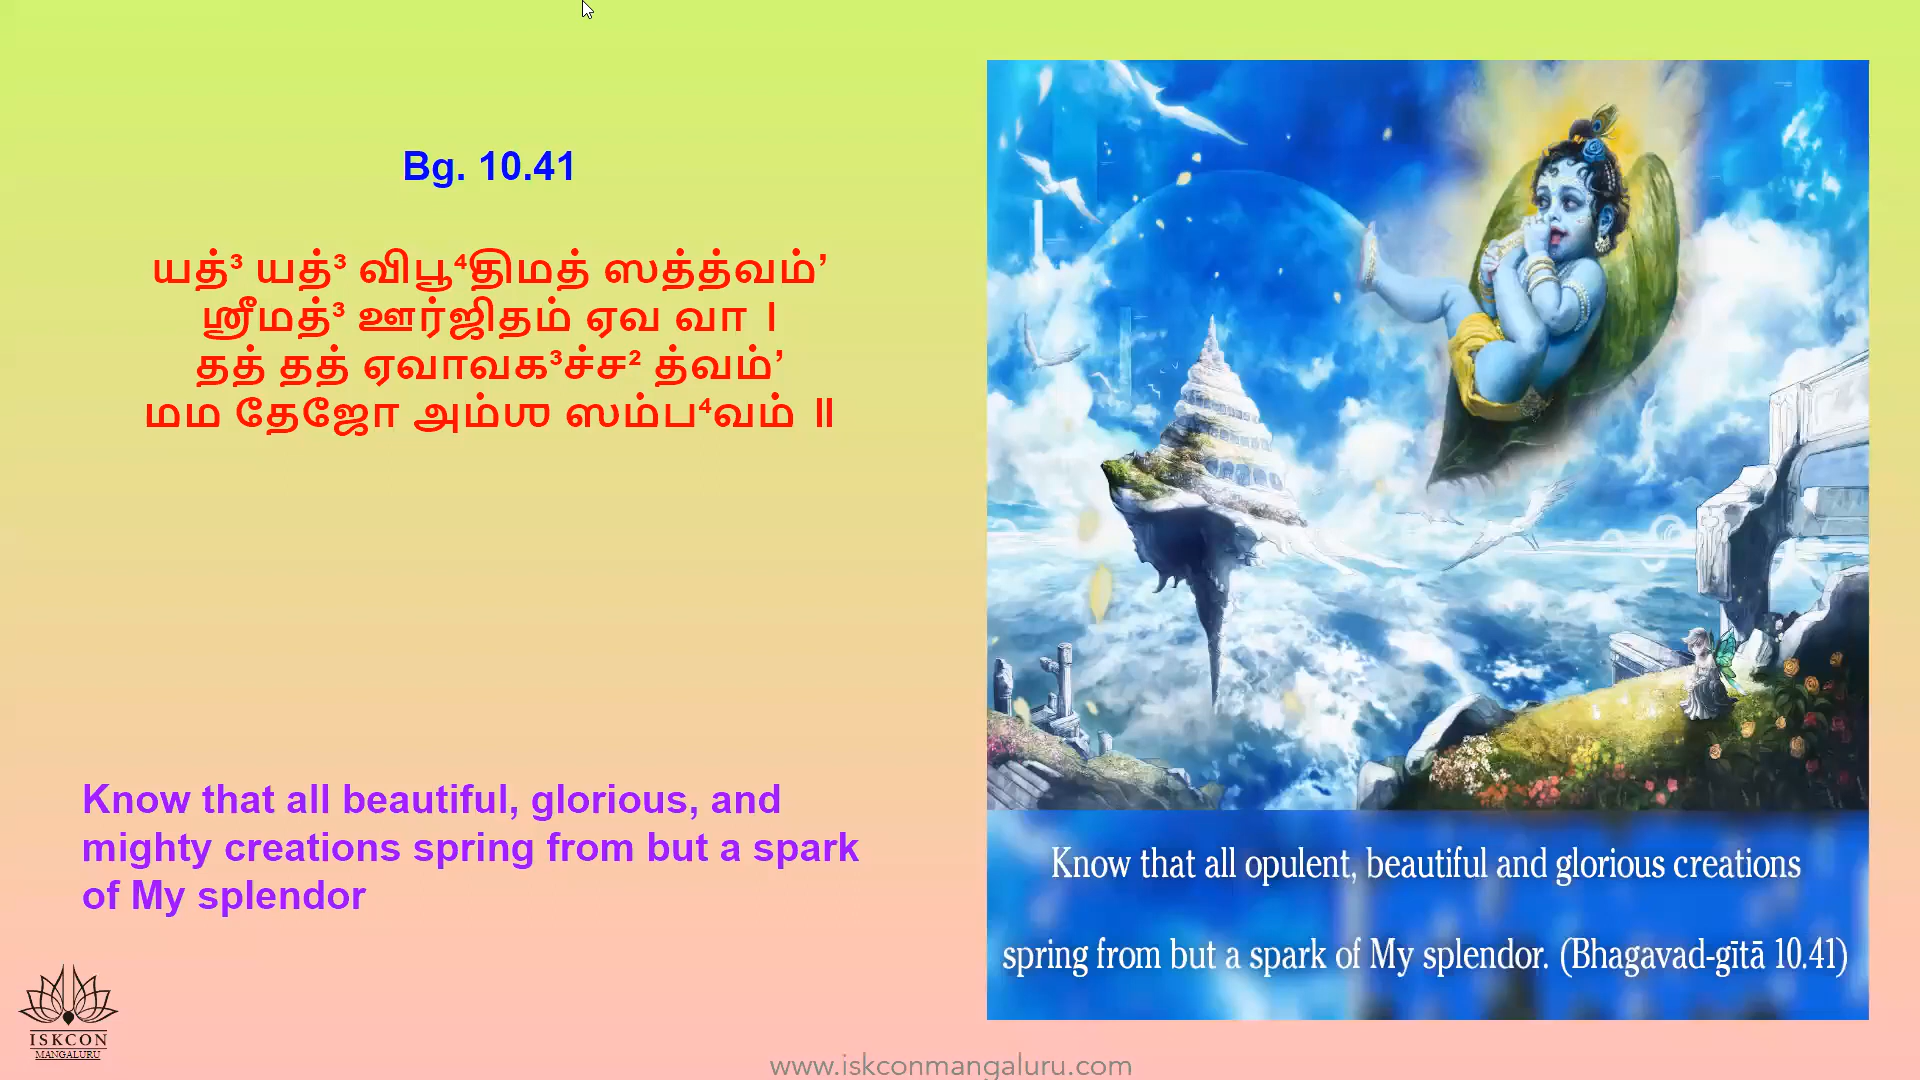 Bg. 10.41
யத்³ யத்³ விபூ⁴திமத் ஸத்த்வம்’
ஶ்ரீமத்³ ஊர்ஜிதம் ஏவ வா ।
தத் தத் ஏவாவக³ச்ச² த்வம்’
மம தேஜோ அம்ஶ ஸம்ப⁴வம் ॥
Know that all beautiful, glorious, and
mighty creations spring from but a spark
of My splendor
Know that all opulent, beautiful and glorious creations
spring from but a spark of My splendor. (Bhagavad-gītā 10.41)
ISKCON
MANGALURU
www.iskconmangaluru.com